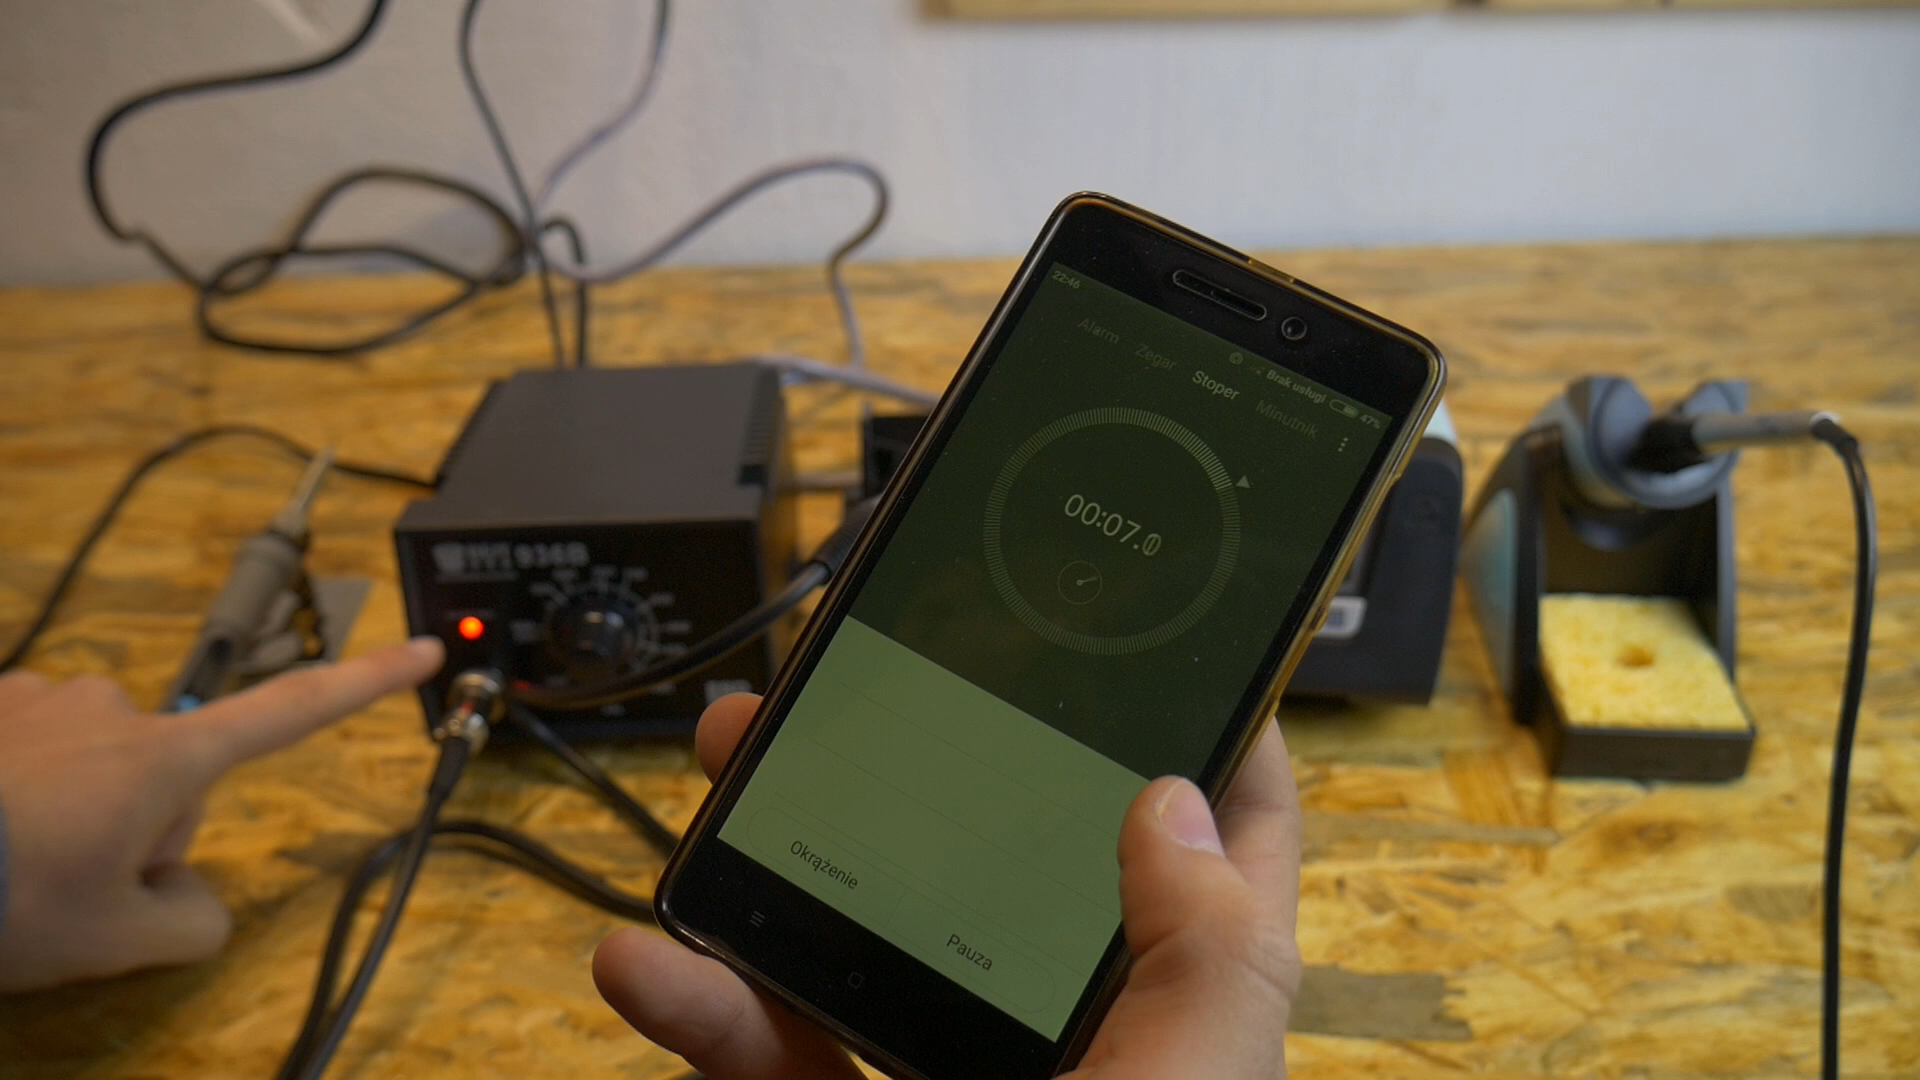 22:46
Brak usługi 47%
Alarm Zegar Stoper Minutnik
00:07.0
Okrążenie
Pauza
936B